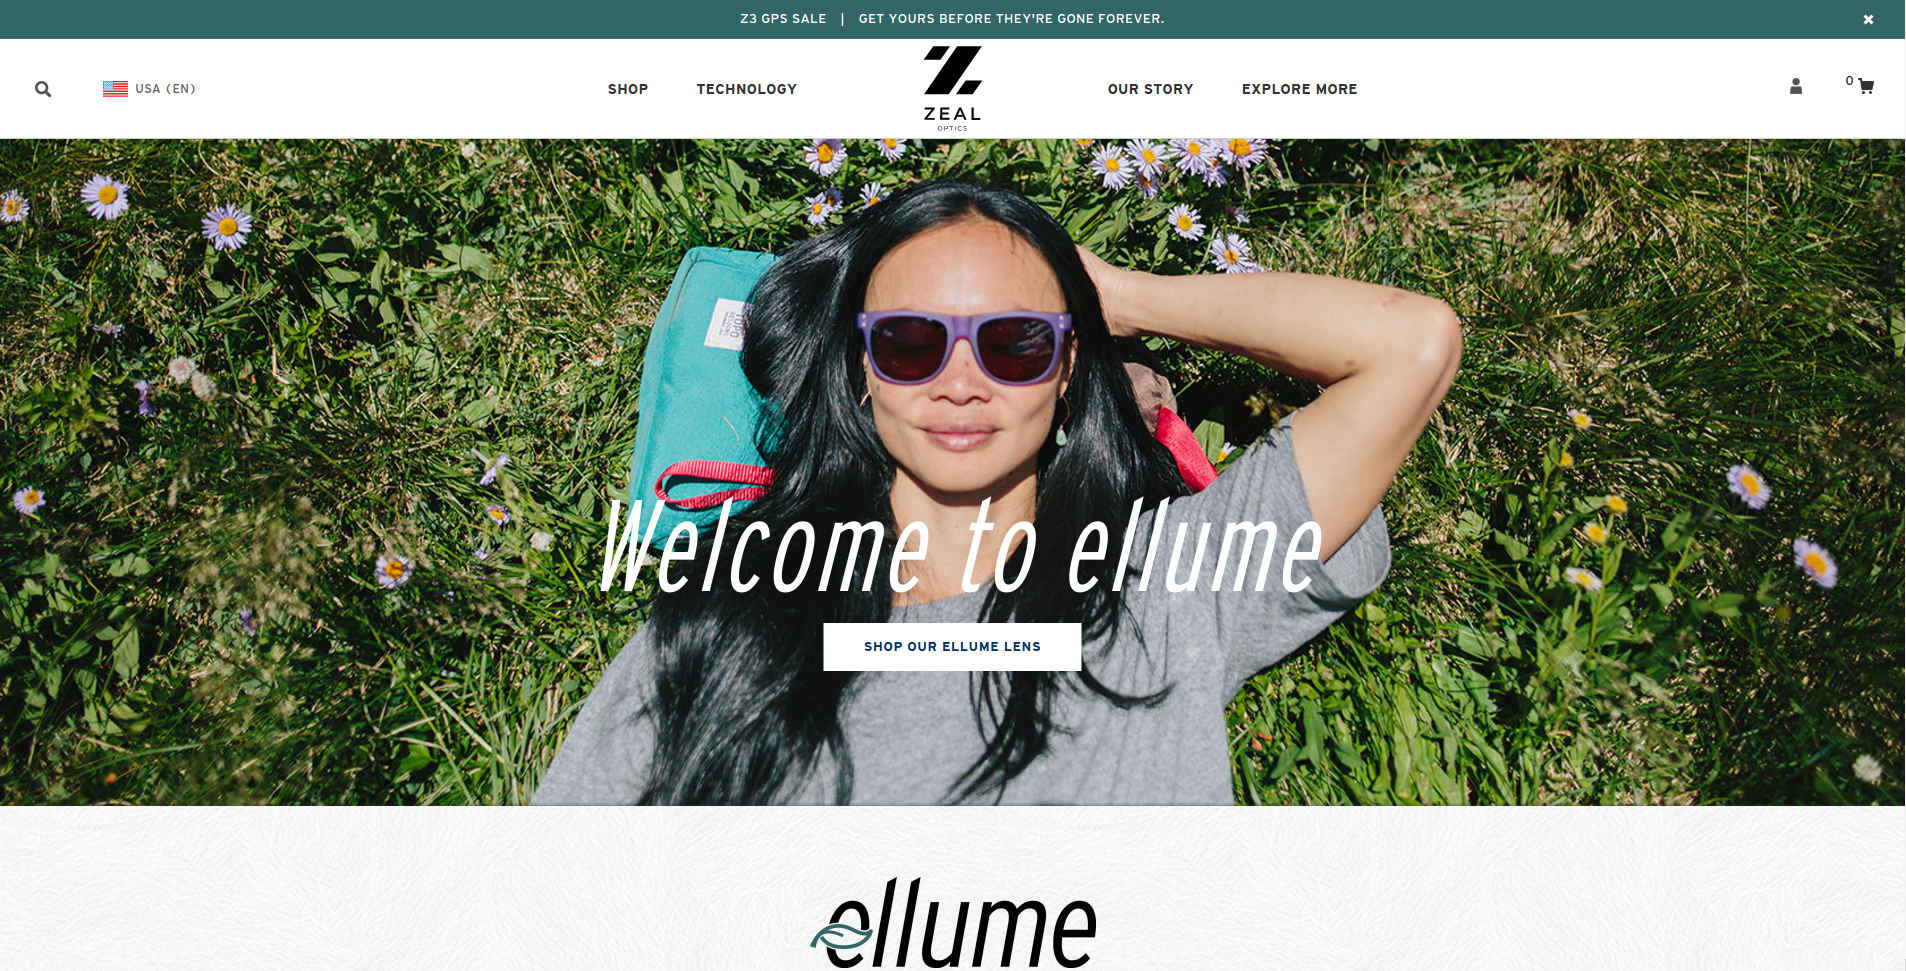 Z3 GPS SALE | GET YOURS BEFORE THEY'RE GONE FOREVER.
USA (EN)
SHOP
TECHNOLOGY
ZEAL
OPTICS
OUR STORY
EXPLORE MORE
0
TOPO
Welcome to ellume
SHOP OUR ELLUME LENS
ellume